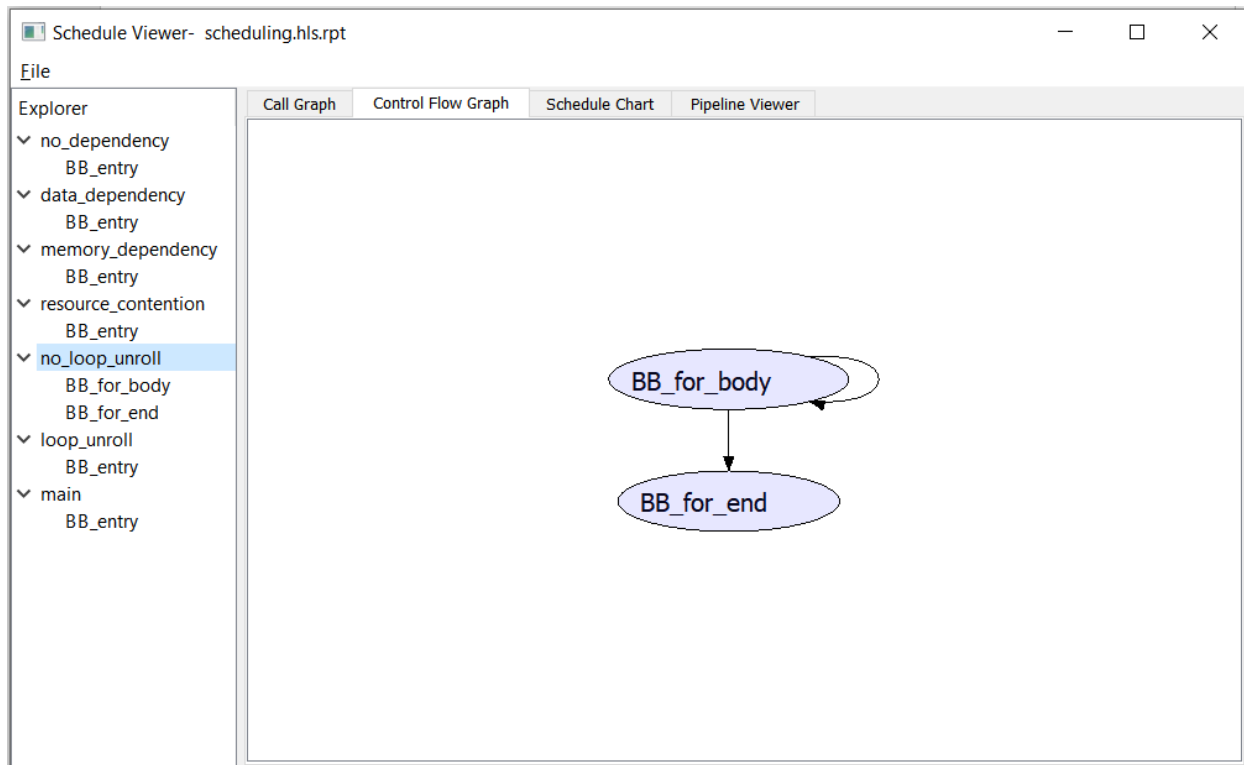 Schedule Viewer- scheduling.hls.rpt
File
Explorer
no_dependency
BB_entry
data_dependency
BB_entry
memory_dependency
BB_entry
resource_contention
BB_entry
no_loop_unroll
BB_for_body
BB_for_end
loop_unroll
BB_entry
main
BB_entry
Call Graph Control Flow Graph Schedule Chart Pipeline Viewer
BB_for_body
BB_for_end